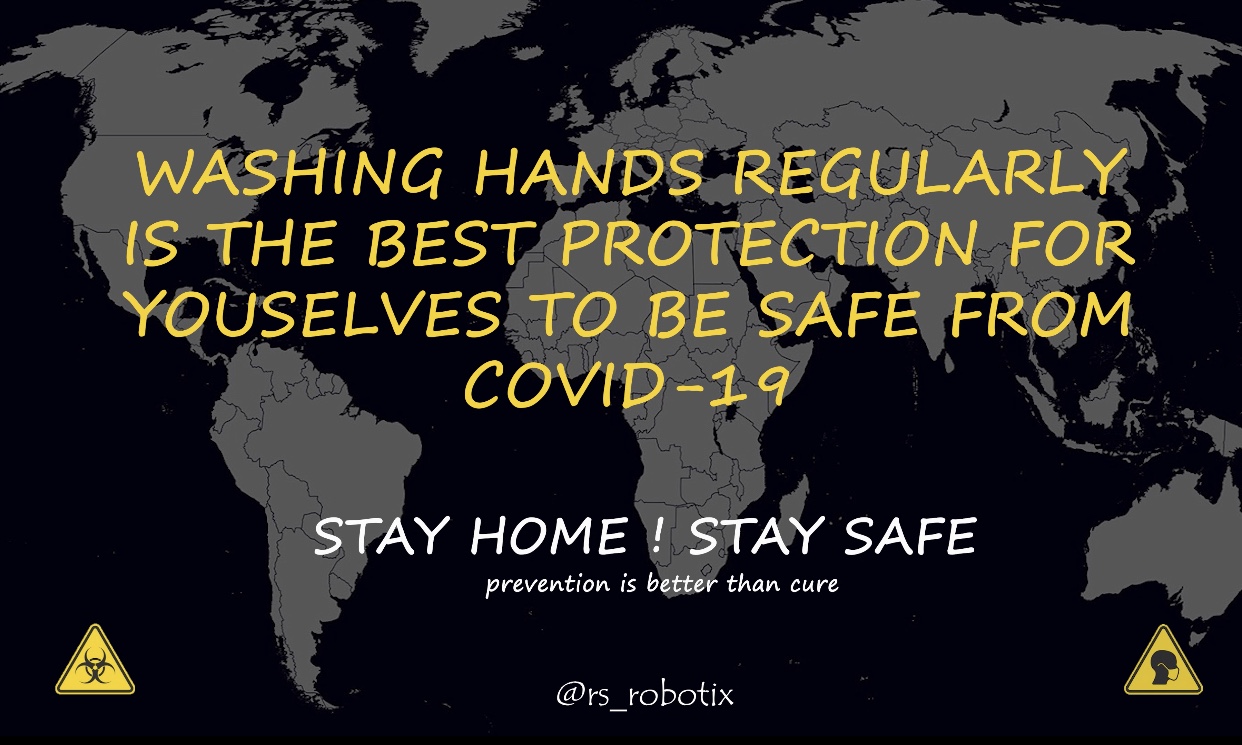 WASHING HANDS REGULARLY
IS THE BEST PROTECTION FOR
YOUSELVES TO BE SAFE FROM
COVID-19
STAY HOME ! STAY SAFE
prevention is better than cure
@rs_robotix